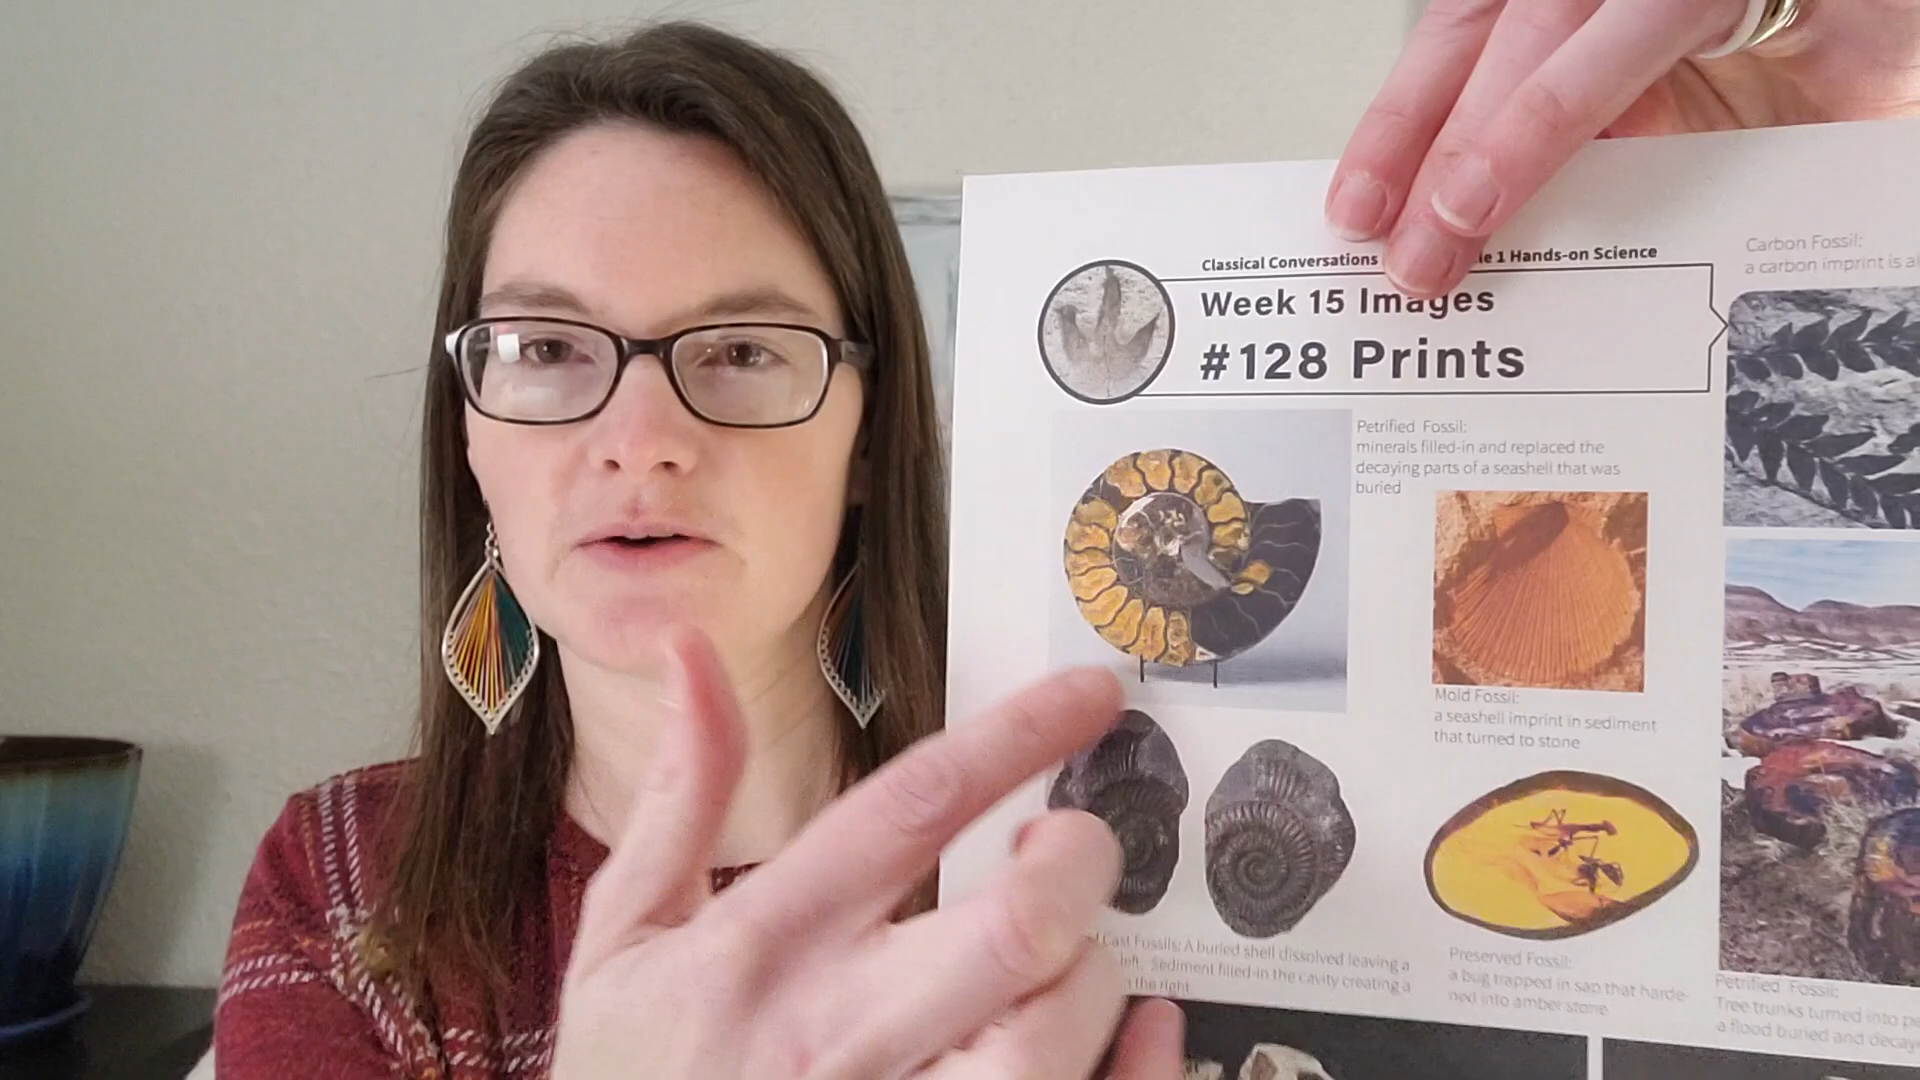 Classical Conversations
le 1 Hands-on Science
Week 15 Images
#128 Prints
Petrified Fossil:
minerals filled-in and replaced the
decaying parts of a seashell that was
buried
Mold Fossil:
a seashell imprint in sediment
that turned to stone
Cast Fossils: A buried shell dissolved leaving a
left. Sediment filled-in the cavity creating a
the right.
Preserved Fossil:
a bug trapped in sap that harde-
ned into amber stone
Carbon Fossil:
a carbon imprint is
Petrified Fossil:
Tree trunks turned into
a flood buried and